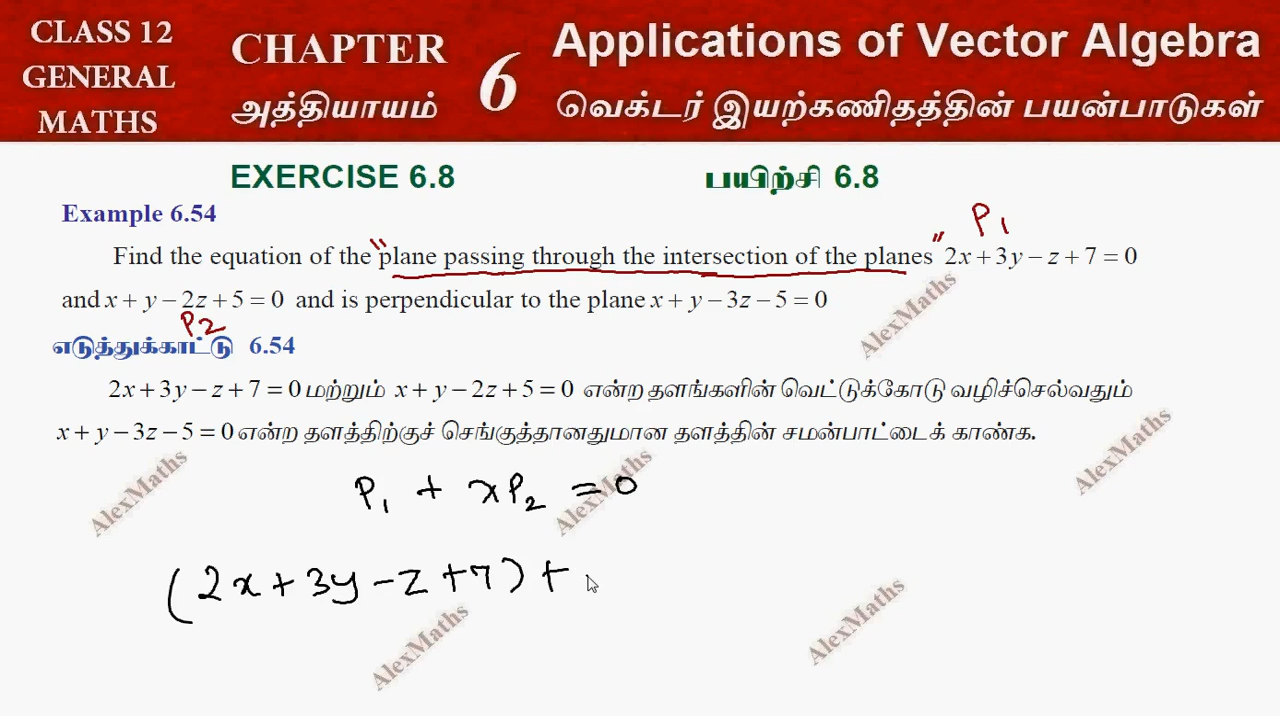 CLASS 12
GENERAL
MATHS
CHAPTER
அத்தியாயம்
6
Applications of Vector Algebra
வெக்டர் இயற்கணிதத்தின் பயன்பாடுகள்
EXERCISE 6.8
பயிற்சி 6.8
Example 6.54
P1
Find the equation of the "plane passing through the intersection of the planes" 2x + 3y − z + 7 = 0
and x + y − 2z + 5 = 0 and is perpendicular to the plane x + y − 3z − 5 = 0
P2
AlexMaths
எடுத்துக்காட்டு 6.54
2x + 3y − z + 7 = 0 மற்றும் x + y − 2z + 5 = 0 என்ற தளங்களின் வெட்டுக்கோடு வழிச்செல்வதும்
x + y − 3z − 5 = 0 என்ற தளத்திற்குச் செங்குத்தானதுமான தளத்தின் சமன்பாட்டைக் காண்க.
AlexMaths
AlexMaths
AlexMaths
P1 + λP2 = 0
(2x + 3y − z + 7) +
AlexMaths
AlexMaths